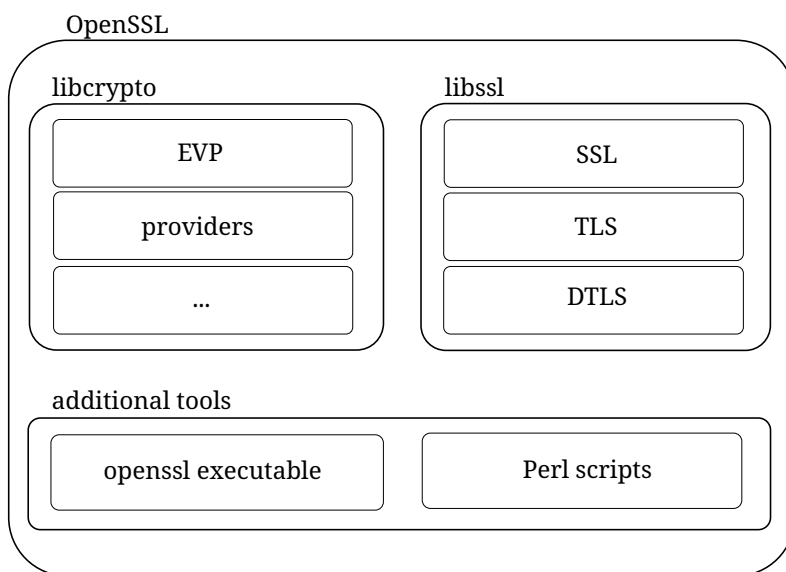 OpenSSL
libcrypto
EVP
providers
...
libssl
SSL
TLS
DTLS
additional tools
openssl executable
Perl scripts